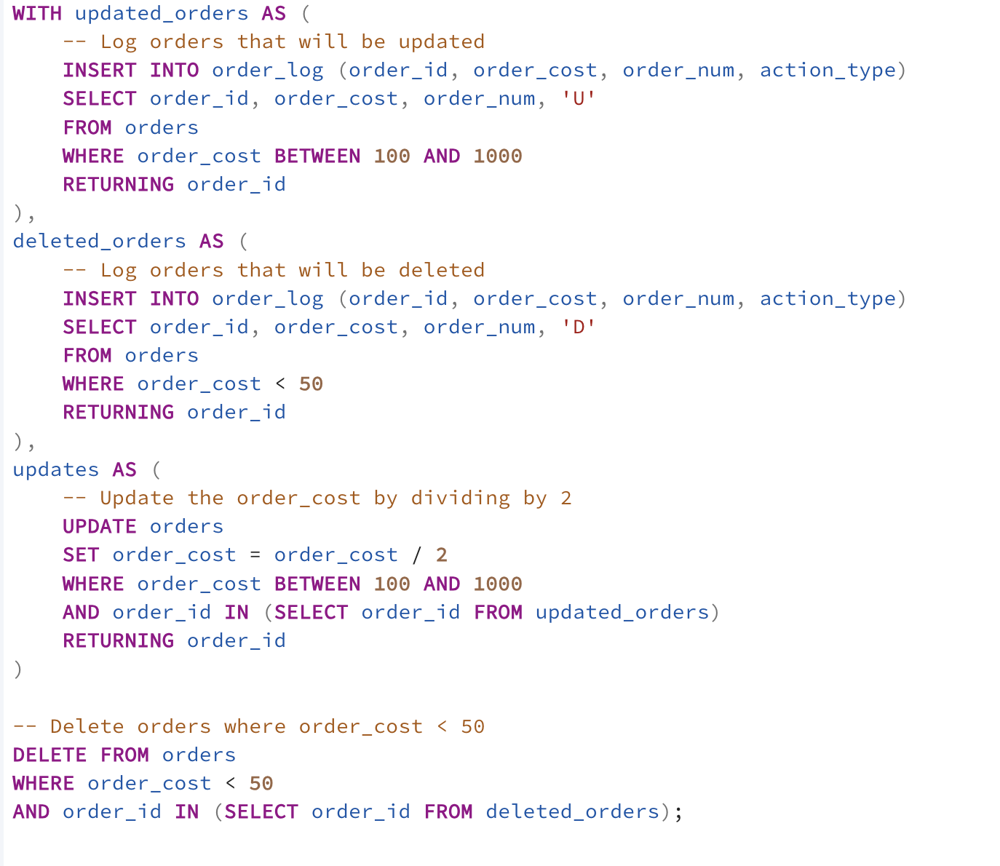 WITH updated_orders AS (
    -- Log orders that will be updated
    INSERT INTO order_log (order_id, order_cost, order_num, action_type)
    SELECT order_id, order_cost, order_num, 'U'
    FROM orders
    WHERE order_cost BETWEEN 100 AND 1000
    RETURNING order_id
),
deleted_orders AS (
    -- Log orders that will be deleted
    INSERT INTO order_log (order_id, order_cost, order_num, action_type)
    SELECT order_id, order_cost, order_num, 'D'
    FROM orders
    WHERE order_cost < 50
    RETURNING order_id
),
updates AS (
    -- Update the order_cost by dividing by 2
    UPDATE orders
    SET order_cost = order_cost / 2
    WHERE order_cost BETWEEN 100 AND 1000
    AND order_id IN (SELECT order_id FROM updated_orders)
    RETURNING order_id
)

-- Delete orders where order_cost < 50
DELETE FROM orders
WHERE order_cost < 50
AND order_id IN (SELECT order_id FROM deleted_orders);